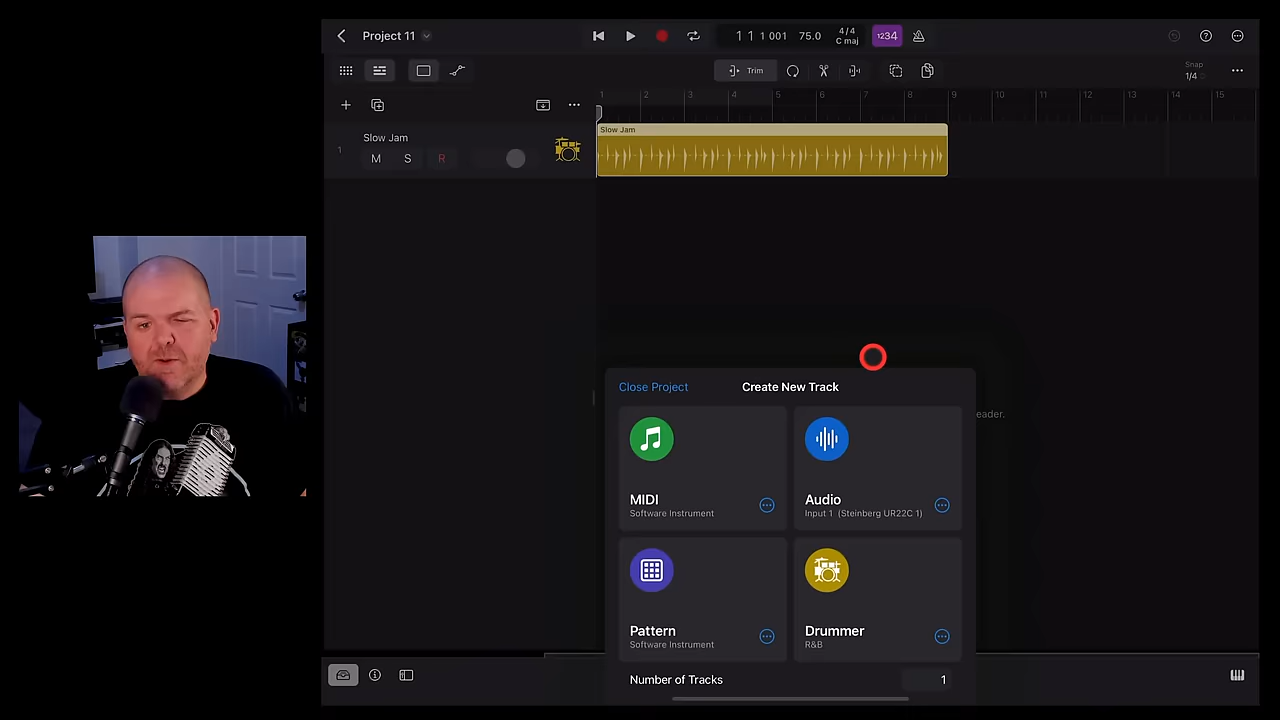 Project 11
1 1 1 001
75.0
4/4
C maj
1234
Trim
Snap
1/4
1 2 3 4 5 6 7 8 9 10 11 12 13 14 15
1
Slow Jam
M S R
Slow Jam
Close Project
Create New Track
eader.
MIDI
Software Instrument
Audio
Input 1 (Steinberg UR22C 1)
Pattern
Software Instrument
Drummer
R&B
Number of Tracks
1